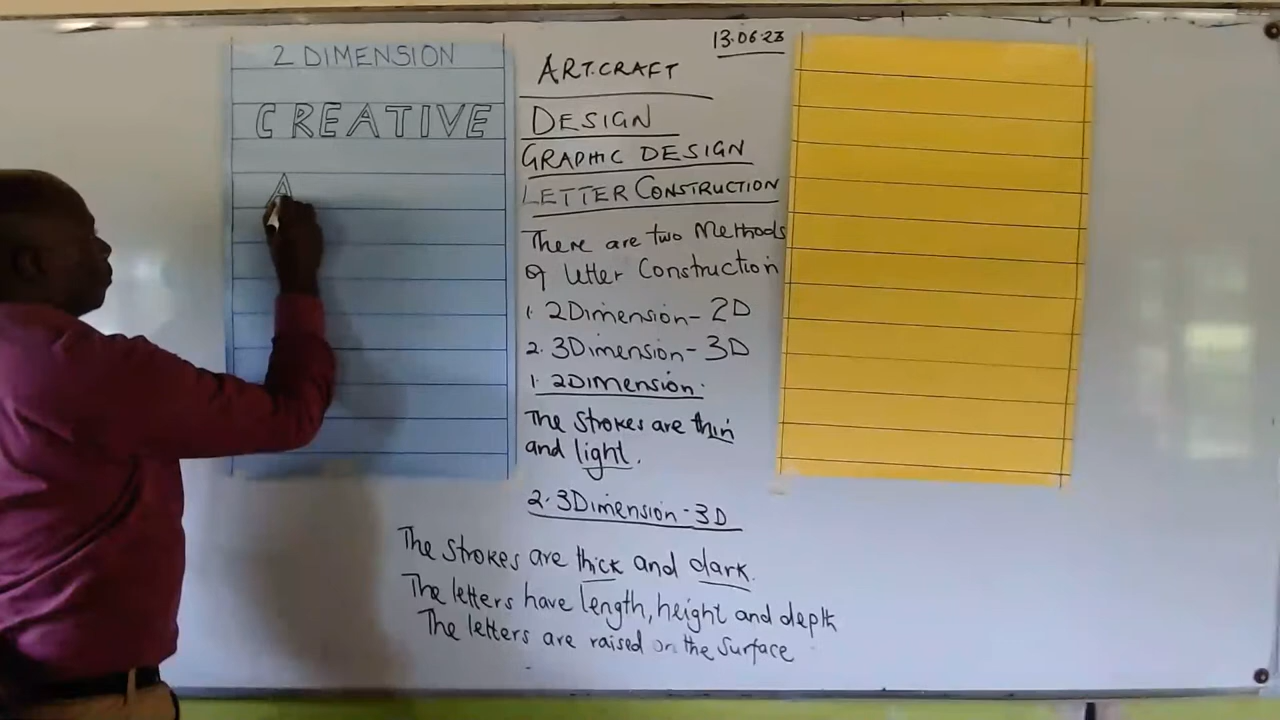 2 DIMENSION
CREATIVE
A
13.06.23
ART.CRAFT
DESIGN
GRAPHIC DESIGN
LETTER CONSTRUCTION
There are two Methods
of letter Construction
1. 2Dimension - 2D
2. 3Dimension - 3D
1. 2Dimension.
The Strokes are thin
and light.
2. 3Dimension - 3D
The Strokes are thick and dark.
The letters have length, height and depth
The letters are raised on the Surface